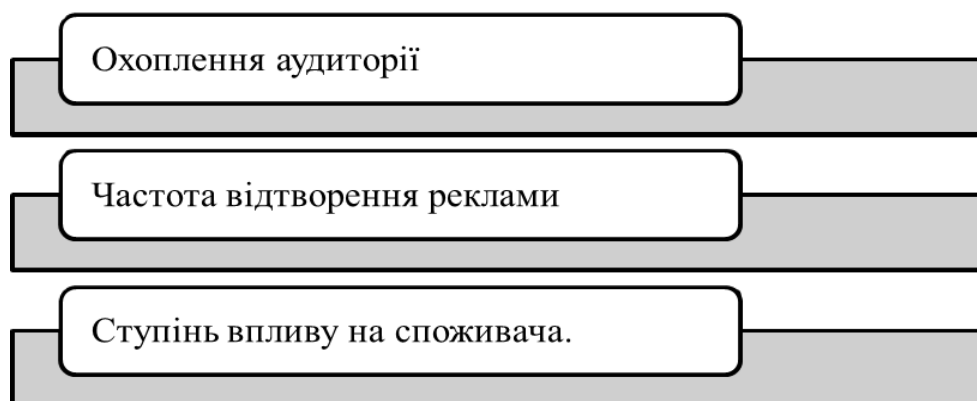 Охоплення аудиторії
Частота відтворення реклами
Ступінь впливу на споживача.